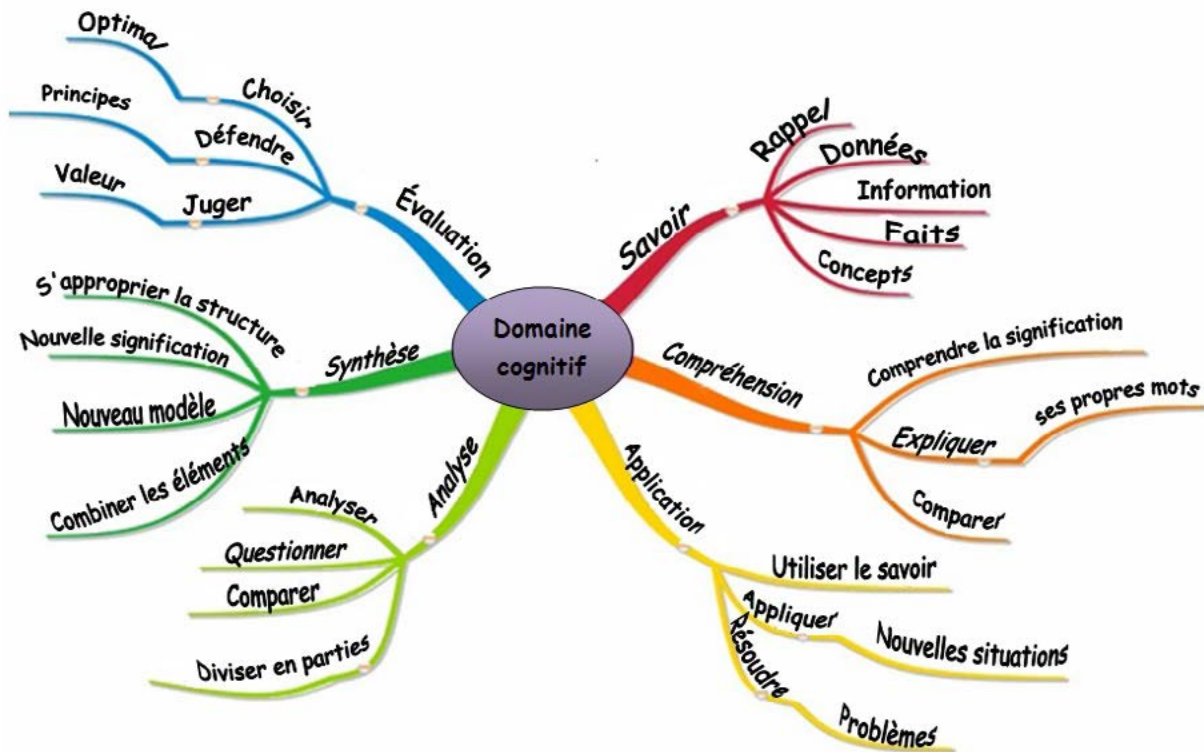 Domaine
cognitif
Savoir
Rappel
Données
Information
Faits
Concepts
Compréhension
Comprendre la signification
Expliquer
ses propres mots
Comparer
Application
Utiliser le savoir
Appliquer
Nouvelles situations
Résoudre
Problèmes
Analyse
Analyser
Questionner
Comparer
Diviser en parties
Synthèse
S'approprier la structure
Nouvelle signification
Nouveau modèle
Combiner les éléments
Évaluation
Choisir
Optimal
Défendre
Principes
Juger
Valeur